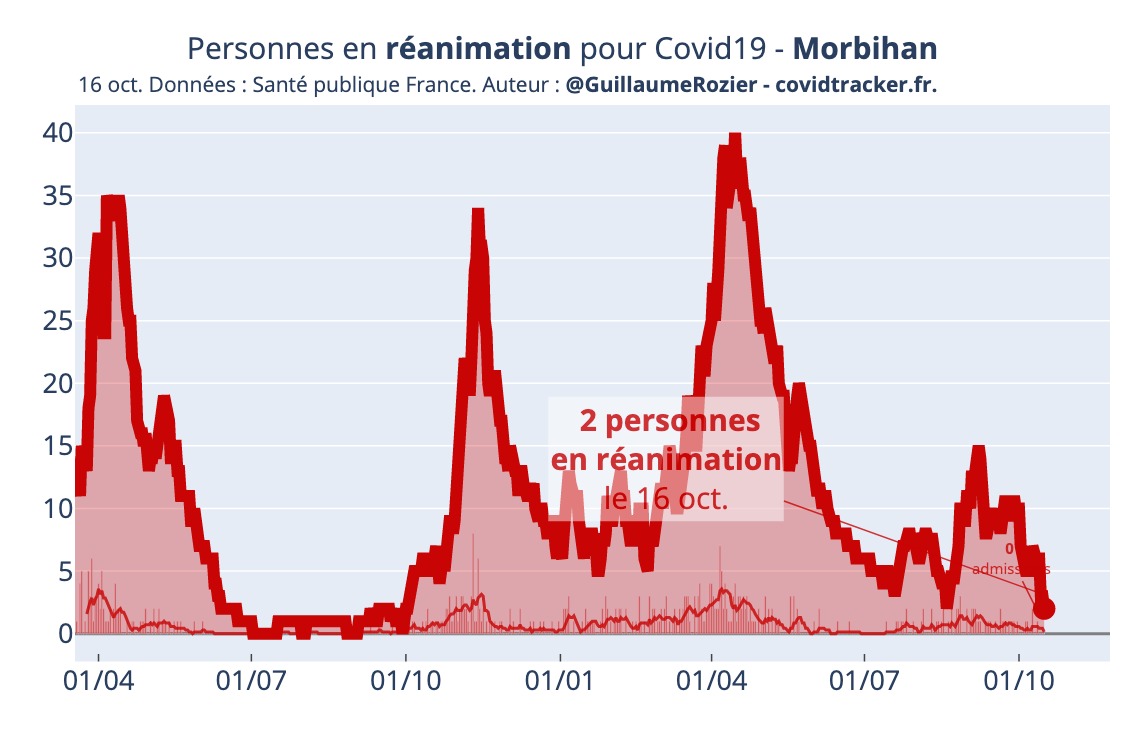 Personnes en réanimation pour Covid19 - Morbihan
16 oct. Données : Santé publique France. Auteur : @GuillaumeRozier - covidtracker.fr.
40
35
30
25
20
15
10
5
0
2 personnes
en réanimation
le 16 oct.
0
admissions
01/04
01/07
01/10
01/01
01/04
01/07
01/10